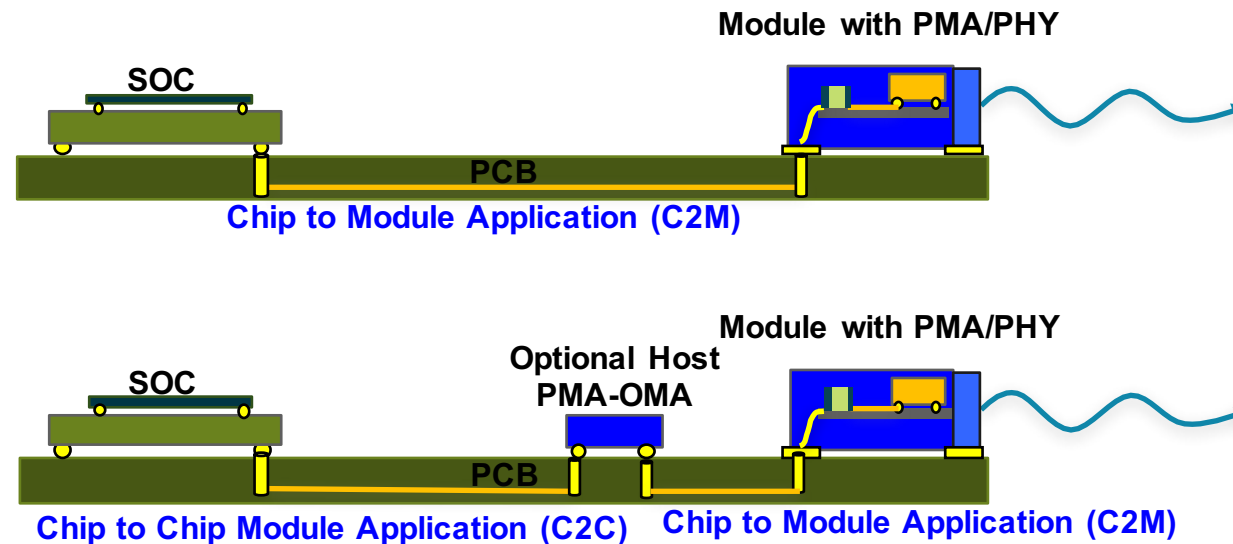 Module with PMA/PHY
SOC
PCB
Chip to Module Application (C2M)
Module with PMA/PHY
Optional Host
PMA-OMA
SOC
PCB
Chip to Chip Module Application (C2C)
Chip to Module Application (C2M)